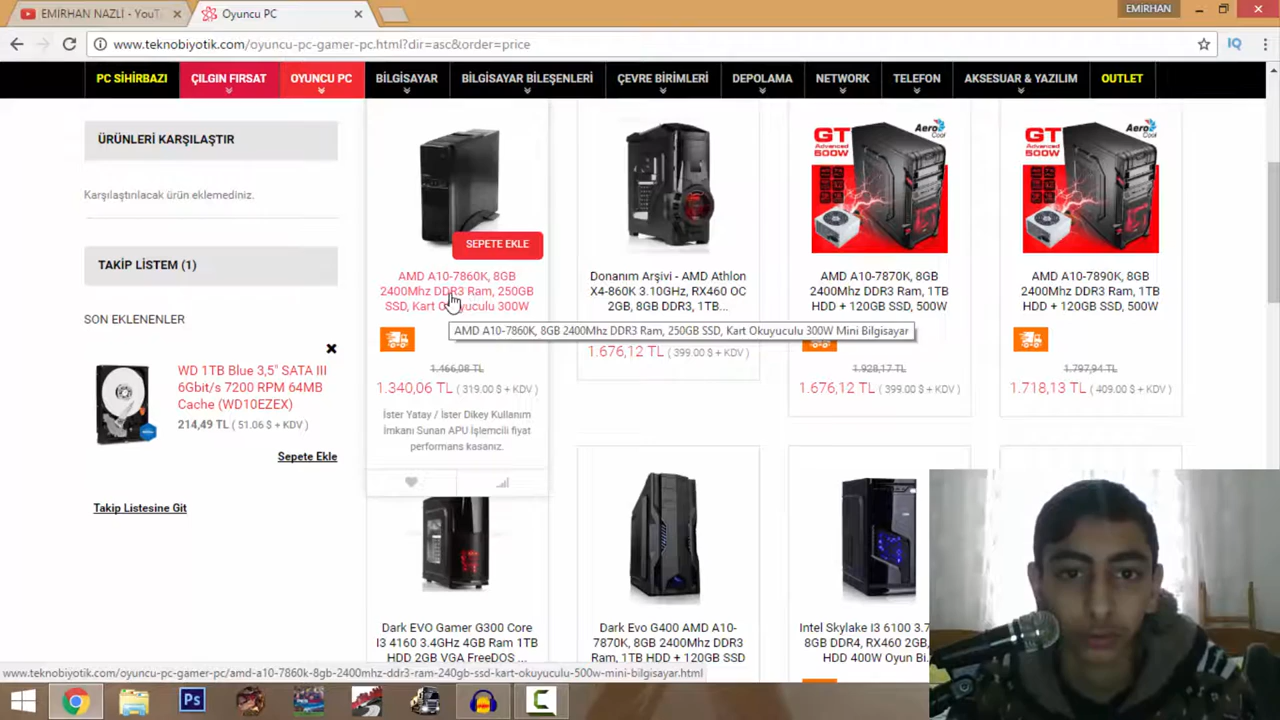 EMİRHAN NAZLİ - YouT
Oyuncu PC
EMIRHAN
www.teknobiyotik.com/oyuncu-pc-gamer-pc.html?dir=asc&order=price
IQ
PC SİHİRBAZI
ÇILGIN FIRSAT
OYUNCU PC
BİLGİSAYAR
BİLGİSAYAR BİLEŞENLERİ
ÇEVRE BİRİMLERİ
DEPOLAMA
NETWORK
TELEFON
AKSESUAR & YAZILIM
OUTLET
ÜRÜNLERİ KARŞILAŞTIR
Karşılaştırılacak ürün eklemediniz.
TAKİP LİSTEM (1)
SON EKLENENLER
WD 1TB Blue 3,5" SATA III
6Gbit/s 7200 RPM 64MB
Cache (WD10EZEX)
214,49 TL ( 51.06 $ + KDV )
Sepete Ekle
Takip Listesine Git
SEPETE EKLE
AMD A10-7860K, 8GB
2400Mhz DDR3 Ram, 250GB
SSD, Kart Okuyuculu 300W
1.466,08 TL
1.340,06 TL ( 319.00 $ + KDV )
İster Yatay / İster Dikey Kullanım
İmkanı Sunan APU İşlemcili fiyat
performans kasanız.
AMD A10-7860K, 8GB 2400Mhz DDR3 Ram, 250GB SSD, Kart Okuyuculu 300W Mini Bilgisayar
Donanım Arşivi - AMD Athlon
X4-860K 3.10GHz, RX460 OC
2GB, 8GB DDR3, 1TB...
1.676,12 TL ( 399.00 $ + KDV )
GT
Advanced
500W
AeroCool
AMD A10-7870K, 8GB
2400Mhz DDR3 Ram, 1TB
HDD + 120GB SSD, 500W
1.928,17 TL
1.676,12 TL ( 399.00 $ + KDV )
GT
Advanced
500W
AeroCool
AMD A10-7890K, 8GB
2400Mhz DDR3 Ram, 1TB
HDD + 120GB SSD, 500W
1.797,94 TL
1.718,13 TL ( 409.00 $ + KDV )
Dark EVO Gamer G300 Core
I3 4160 3.4GHz 4GB Ram 1TB
HDD 2GB VGA FreeDOS ...
Dark Evo G400 AMD A10-
7870K, 8GB 2400Mhz DDR3
Ram, 1TB HDD + 120GB SSD
Intel Skylake I3 6100 3.7
8GB DDR4, RX460 2GB,
HDD 400W Oyun Bi.
www.teknobiyotik.com/oyuncu-pc-gamer-pc/amd-a10-7860k-8gb-2400mhz-ddr3-ram-240gb-ssd-kart-okuyuculu-500w-mini-bilgisayar.html
Ps